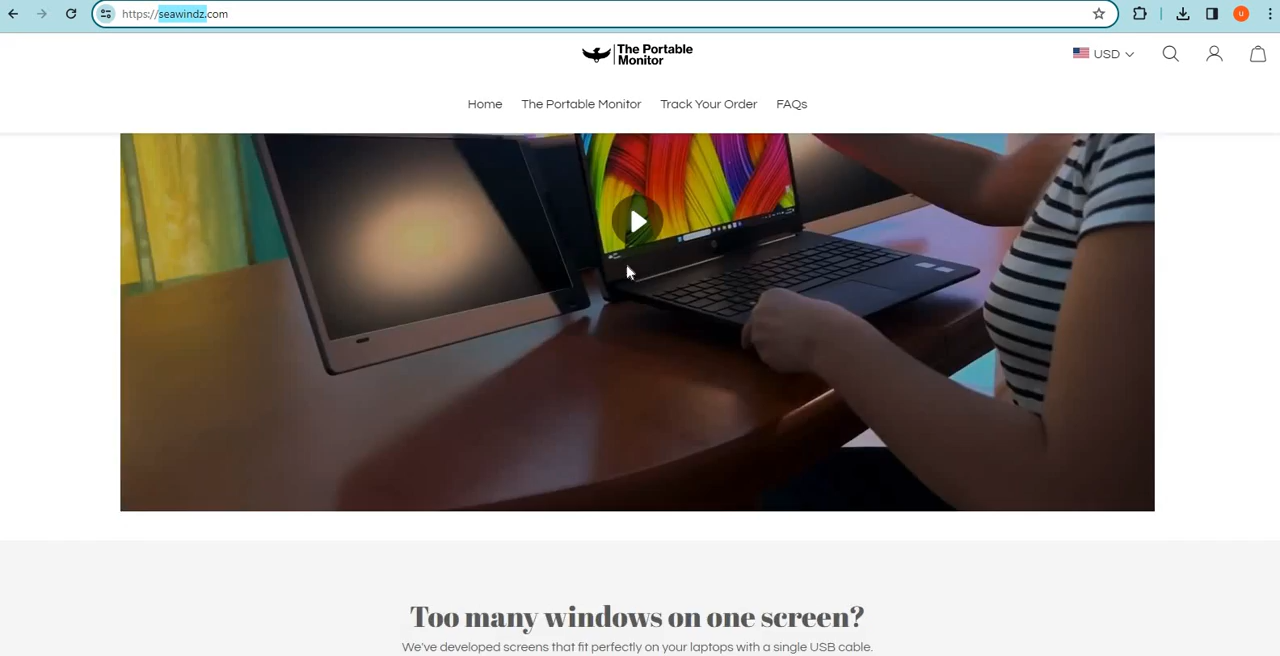 https://seawindz.com
The Portable
Monitor
USD
Home The Portable Monitor Track Your Order FAQs
Too many windows on one screen?
We've developed screens that fit perfectly on your laptops with a single USB cable.